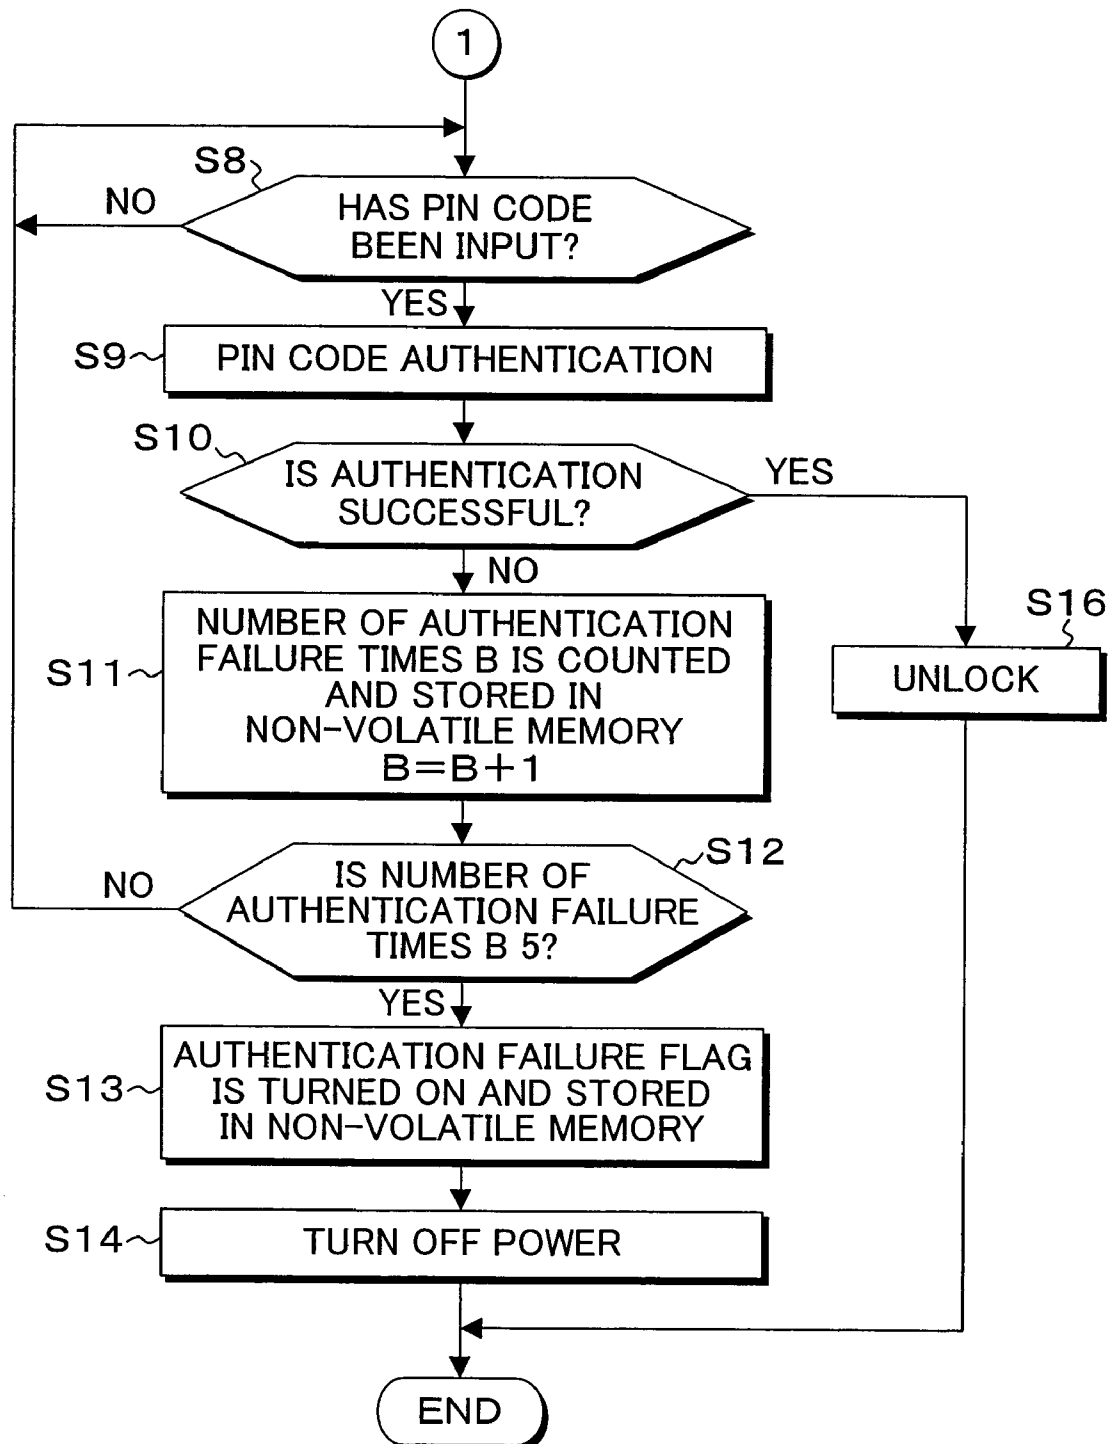 1
S8
NO
HAS PIN CODE
BEEN INPUT?
YES
S9
PIN CODE AUTHENTICATION
S10
IS AUTHENTICATION
SUCCESSFUL?
YES
NO
S11
NUMBER OF AUTHENTICATION
FAILURE TIMES B IS COUNTED
AND STORED IN
NON-VOLATILE MEMORY
B=B+1
S16
UNLOCK
S12
NO
IS NUMBER OF
AUTHENTICATION FAILURE
TIMES B 5?
YES
S13
AUTHENTICATION FAILURE FLAG
IS TURNED ON AND STORED
IN NON-VOLATILE MEMORY
S14
TURN OFF POWER
END